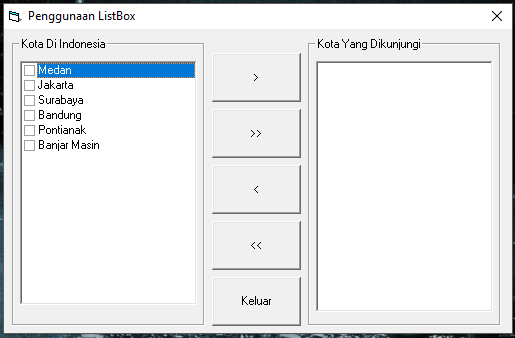 Penggunaan ListBox
Kota Di Indonesia
Medan
Jakarta
Surabaya
Bandung
Pontianak
Banjar Masin
>
>>
<
<<
Keluar
Kota Yang Dikunjungi